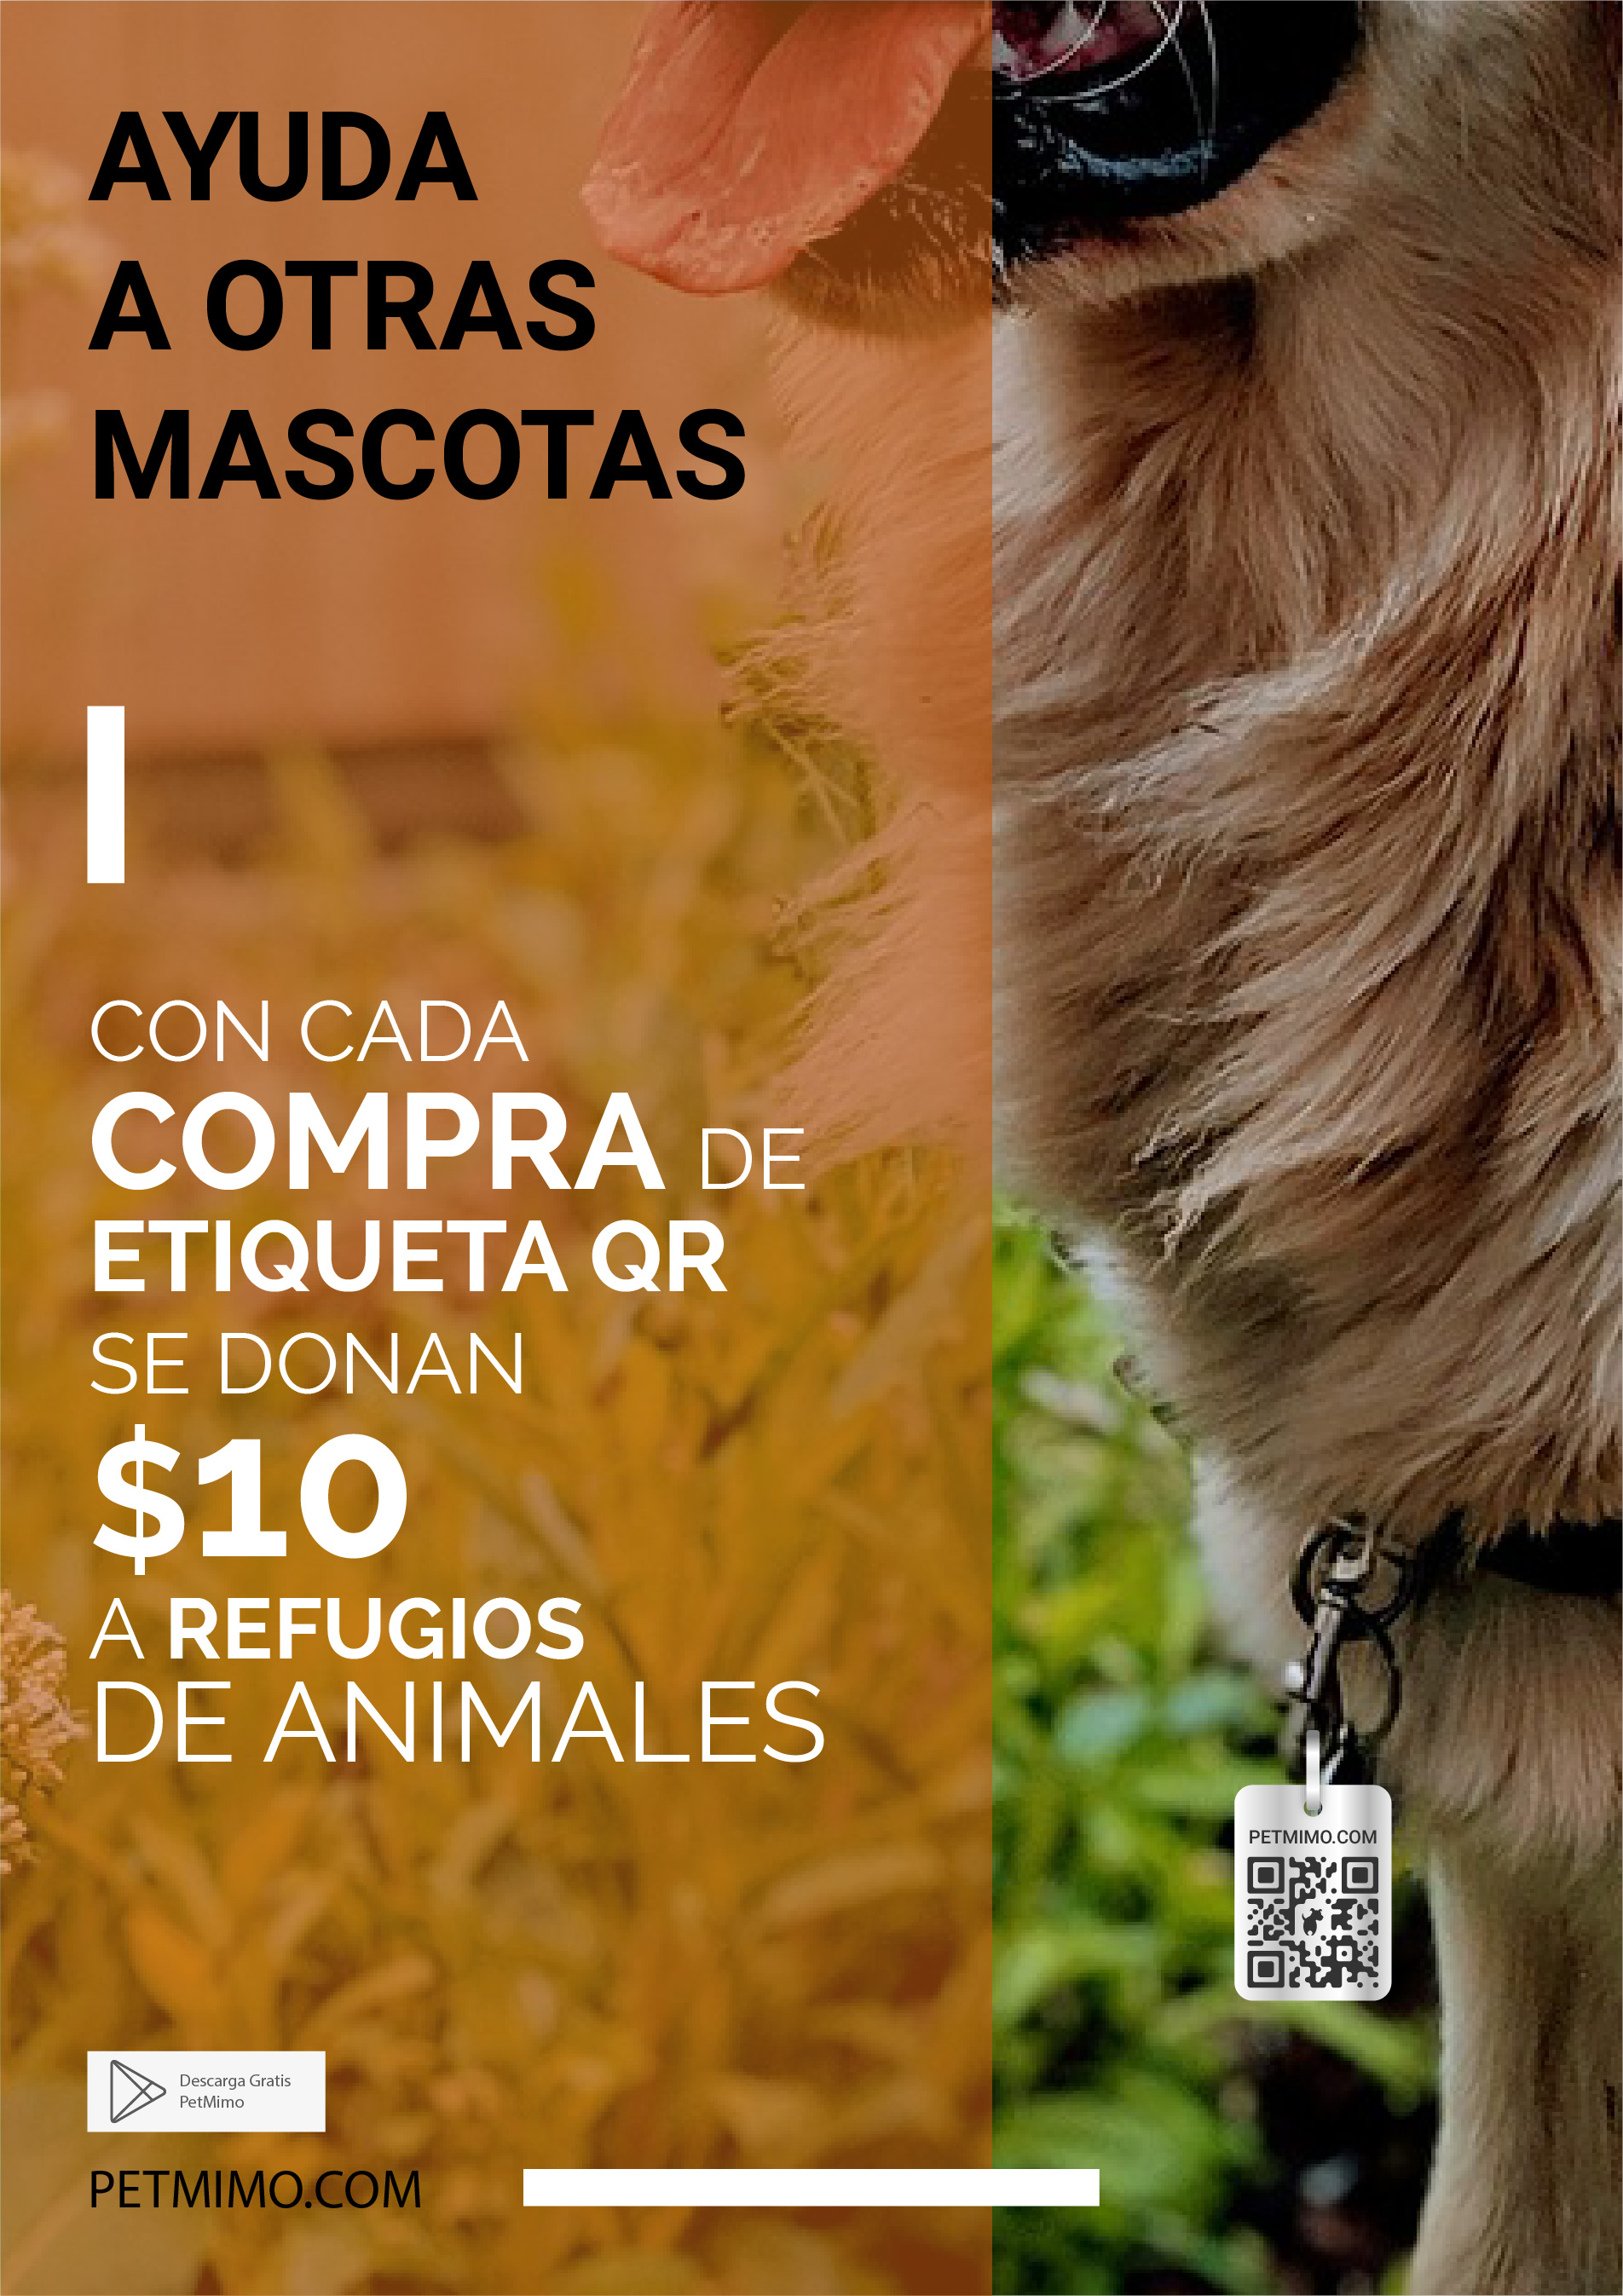 AYUDA
A OTRAS
MASCOTAS
CON CADA
COMPRA DE
ETIQUETA QR
SE DONAN
$10
A REFUGIOS
DE ANIMALES
PETMIMO.COM
Descarga Gratis
PetMimo
PETMIMO.COM